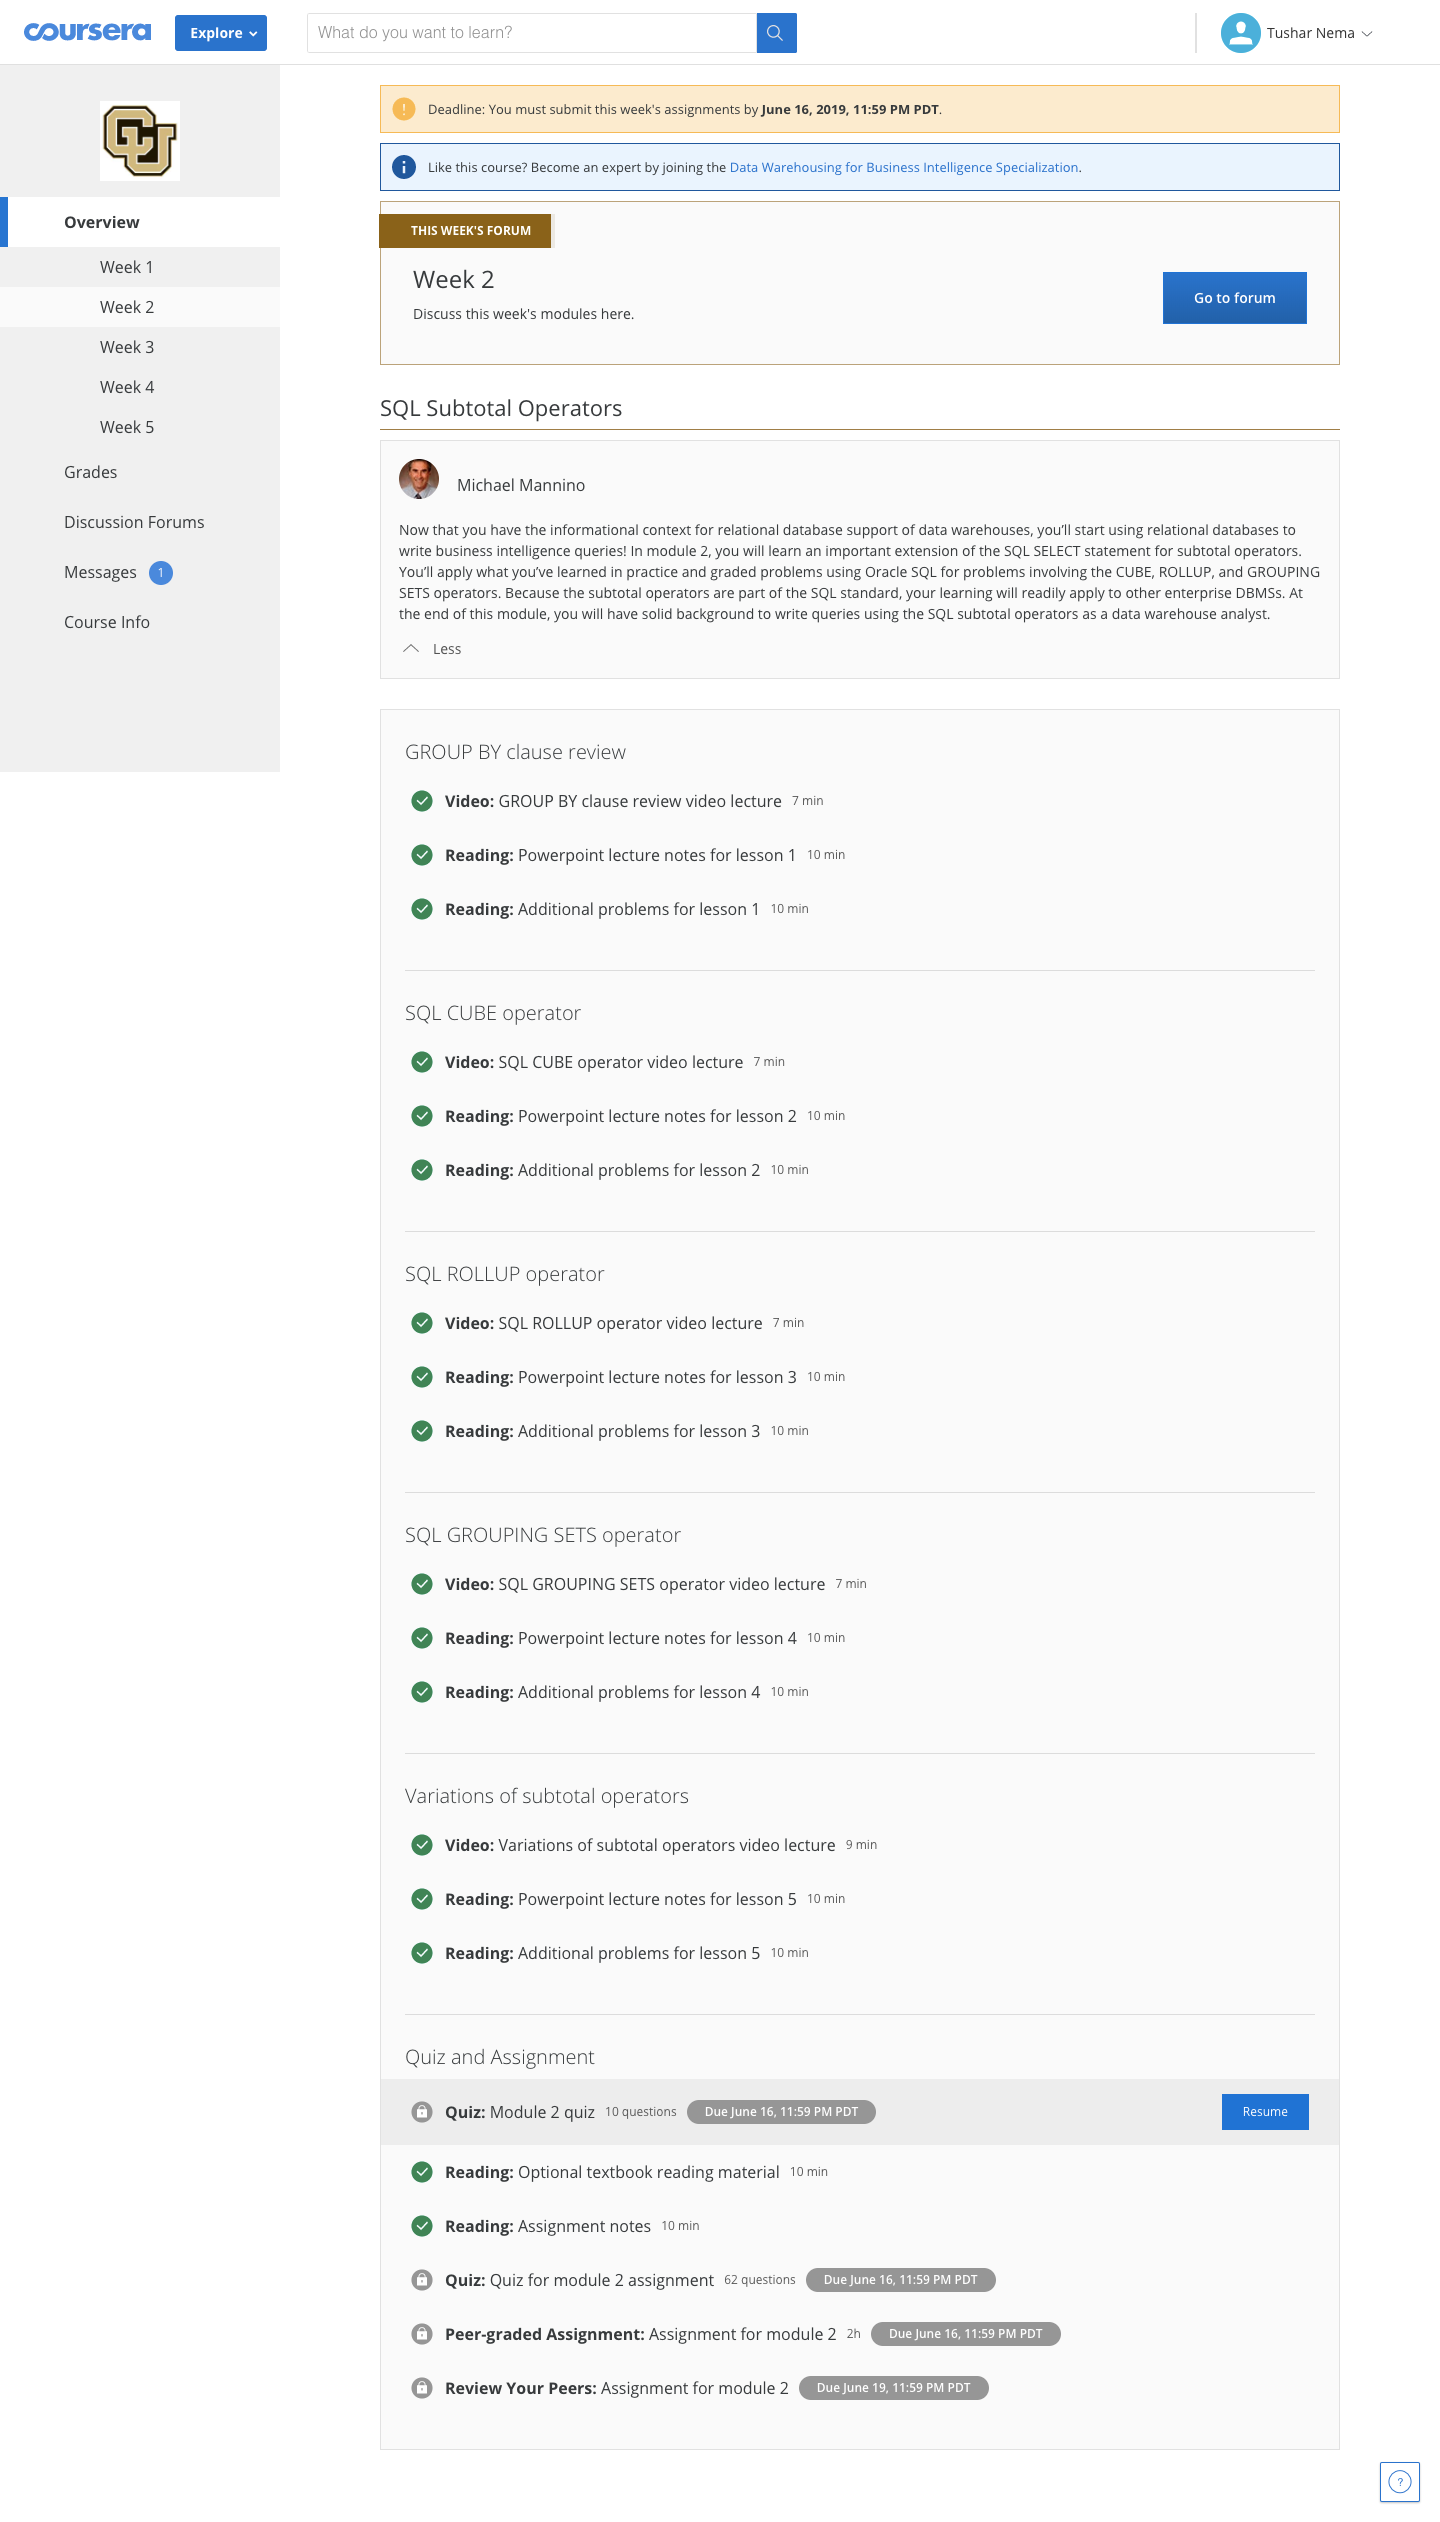 coursera
Explore
What do you want to learn?
Tushar Nema
CU
Overview
Week 1
Week 2
Week 3
Week 4
Week 5
Grades
Discussion Forums
Messages 1
Course Info
Deadline: You must submit this week's assignments by June 16, 2019, 11:59 PM PDT.
Like this course? Become an expert by joining the Data Warehousing for Business Intelligence Specialization.
THIS WEEK'S FORUM
Week 2
Discuss this week's modules here.
Go to forum
SQL Subtotal Operators
Michael Mannino
Now that you have the informational context for relational database support of data warehouses, you’ll start using relational databases to
write business intelligence queries! In module 2, you will learn an important extension of the SQL SELECT statement for subtotal operators.
You’ll apply what you’ve learned in practice and graded problems using Oracle SQL for problems involving the CUBE, ROLLUP, and GROUPING
SETS operators. Because the subtotal operators are part of the SQL standard, your learning will readily apply to other enterprise DBMSs. At
the end of this module, you will have solid background to write queries using the SQL subtotal operators as a data warehouse analyst.
Less
GROUP BY clause review
Video: GROUP BY clause review video lecture 7 min
Reading: Powerpoint lecture notes for lesson 1 10 min
Reading: Additional problems for lesson 1 10 min
SQL CUBE operator
Video: SQL CUBE operator video lecture 7 min
Reading: Powerpoint lecture notes for lesson 2 10 min
Reading: Additional problems for lesson 2 10 min
SQL ROLLUP operator
Video: SQL ROLLUP operator video lecture 7 min
Reading: Powerpoint lecture notes for lesson 3 10 min
Reading: Additional problems for lesson 3 10 min
SQL GROUPING SETS operator
Video: SQL GROUPING SETS operator video lecture 7 min
Reading: Powerpoint lecture notes for lesson 4 10 min
Reading: Additional problems for lesson 4 10 min
Variations of subtotal operators
Video: Variations of subtotal operators video lecture 9 min
Reading: Powerpoint lecture notes for lesson 5 10 min
Reading: Additional problems for lesson 5 10 min
Quiz and Assignment
Quiz: Module 2 quiz 10 questions Due June 16, 11:59 PM PDT Resume
Reading: Optional textbook reading material 10 min
Reading: Assignment notes 10 min
Quiz: Quiz for module 2 assignment 62 questions Due June 16, 11:59 PM PDT
Peer-graded Assignment: Assignment for module 2 2h Due June 16, 11:59 PM PDT
Review Your Peers: Assignment for module 2 Due June 19, 11:59 PM PDT
?